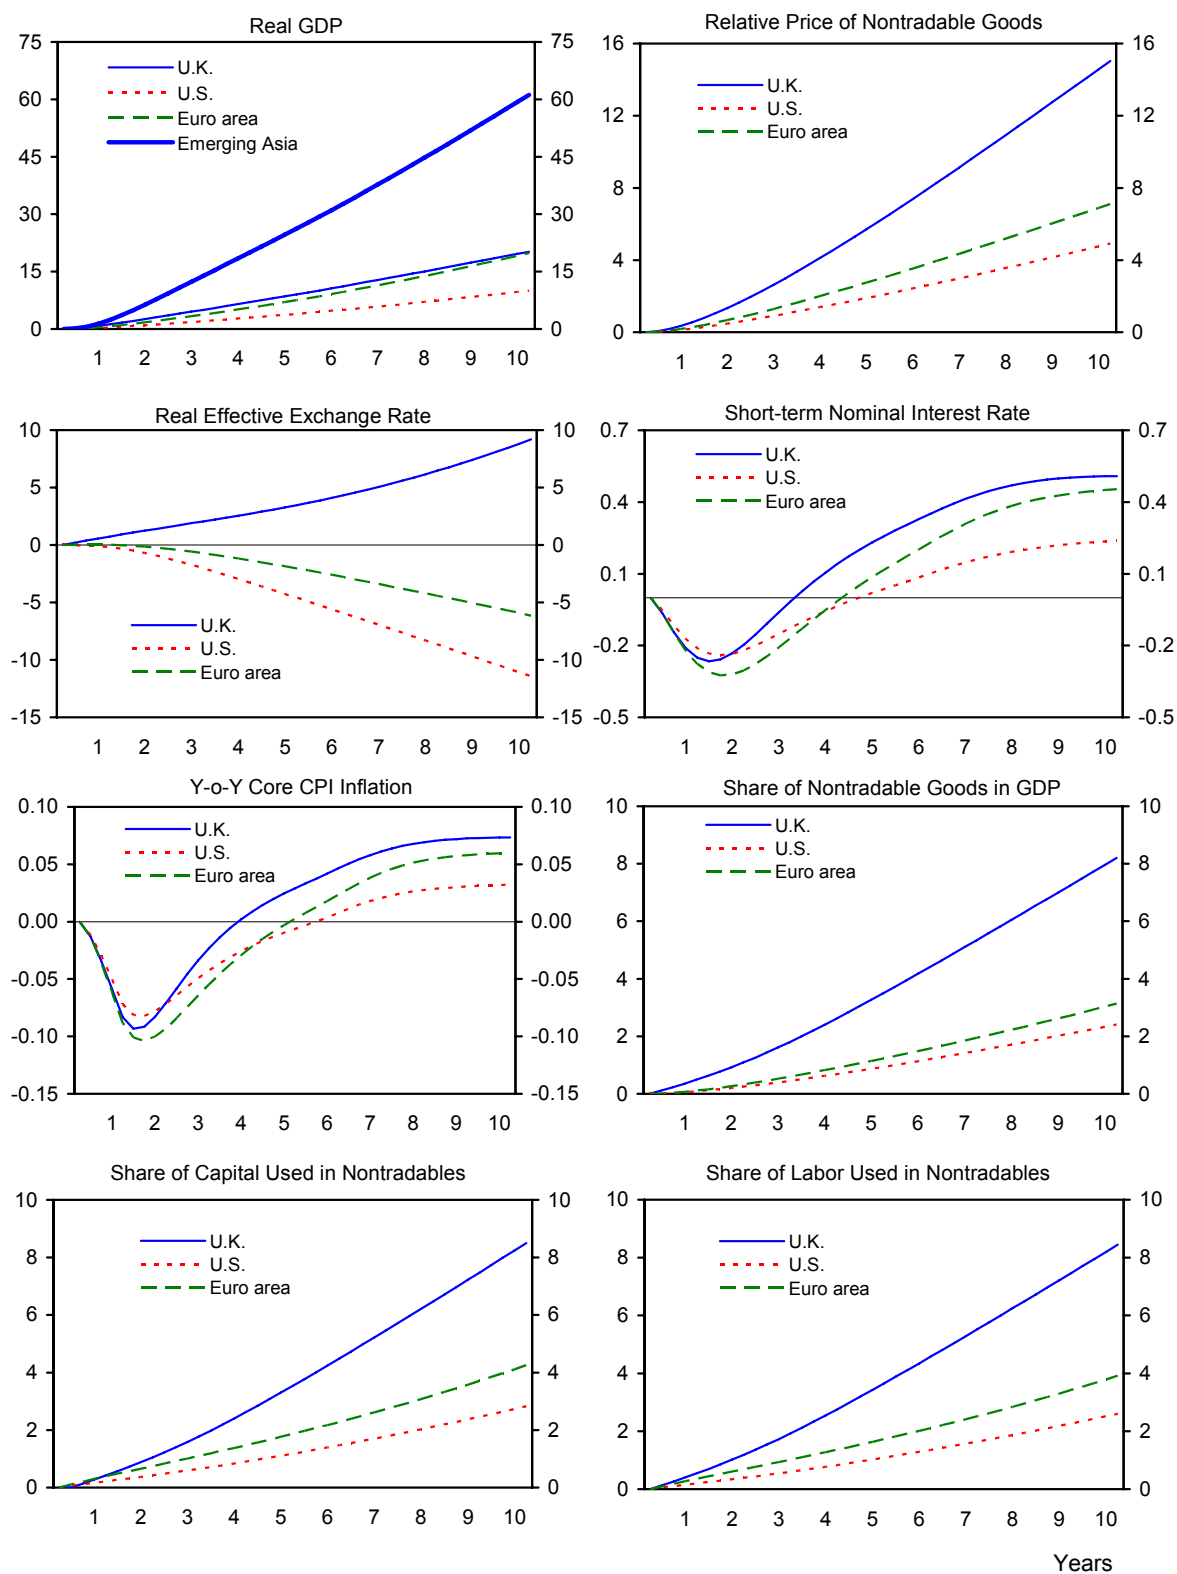 Real GDP
75
60
45
30
15
0
U.K.
U.S.
Euro area
Emerging Asia
75
60
45
30
15
0
1 2 3 4 5 6 7 8 9 10
Relative Price of Nontradable Goods
16
12
8
4
0
U.K.
U.S.
Euro area
16
12
8
4
0
1 2 3 4 5 6 7 8 9 10
Real Effective Exchange Rate
10
5
0
-5
-10
-15
U.K.
U.S.
Euro area
10
5
0
-5
-10
-15
1 2 3 4 5 6 7 8 9 10
Short-term Nominal Interest Rate
0.7
0.4
0.1
-0.2
-0.5
U.K.
U.S.
Euro area
0.7
0.4
0.1
-0.2
-0.5
1 2 3 4 5 6 7 8 9 10
Y-o-Y Core CPI Inflation
0.10
0.05
0.00
-0.05
-0.10
-0.15
U.K.
U.S.
Euro area
0.10
0.05
0.00
-0.05
-0.10
-0.15
1 2 3 4 5 6 7 8 9 10
Share of Nontradable Goods in GDP
10
8
6
4
2
0
U.K.
U.S.
Euro area
10
8
6
4
2
0
1 2 3 4 5 6 7 8 9 10
Share of Capital Used in Nontradables
10
8
6
4
2
0
U.K.
U.S.
Euro area
10
8
6
4
2
0
1 2 3 4 5 6 7 8 9 10
Share of Labor Used in Nontradables
10
8
6
4
2
0
U.K.
U.S.
Euro area
10
8
6
4
2
0
1 2 3 4 5 6 7 8 9 10
Years